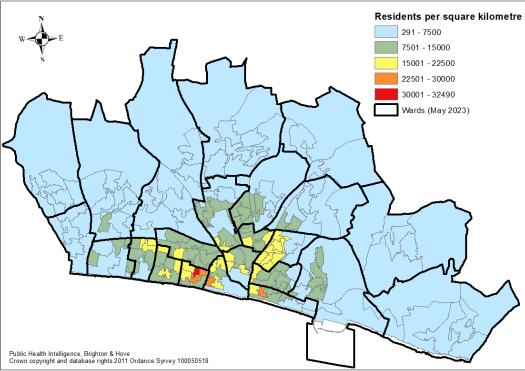 N
W
E
S
Residents per square kilometre
291 - 7500
7501 - 15000
15001 - 22500
22501 - 30000
30001 - 32490
Wards (May 2023)
Public Health Intelligence, Brighton & Hove
Crown copyright and database rights 2011 Ordance Syrvey 100050518